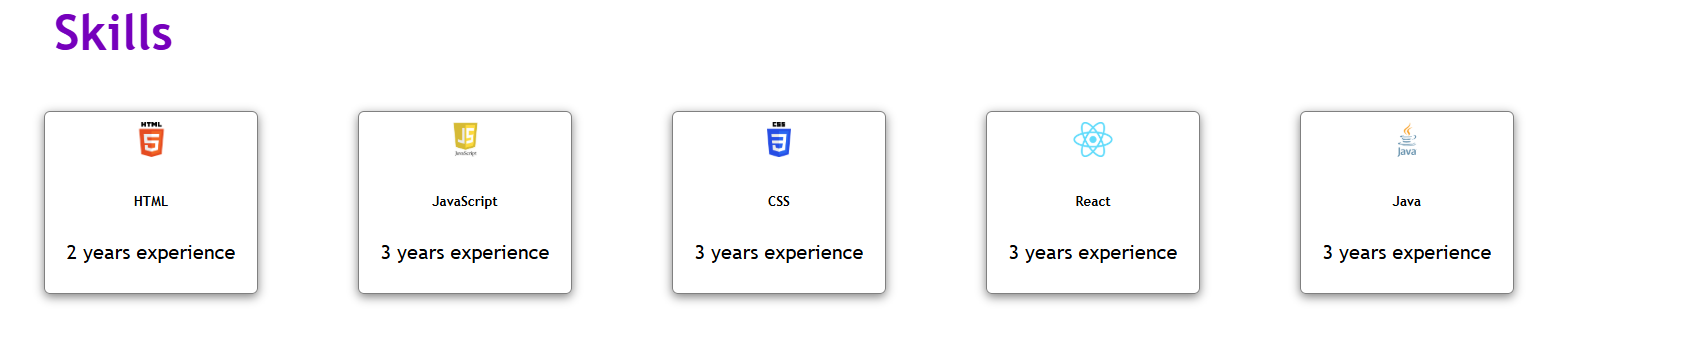 Skills
HTML
5
HTML
2 years experience
JS
JavaScript
JavaScript
3 years experience
CSS
3
CSS
3 years experience
React
3 years experience
Java
Java
3 years experience